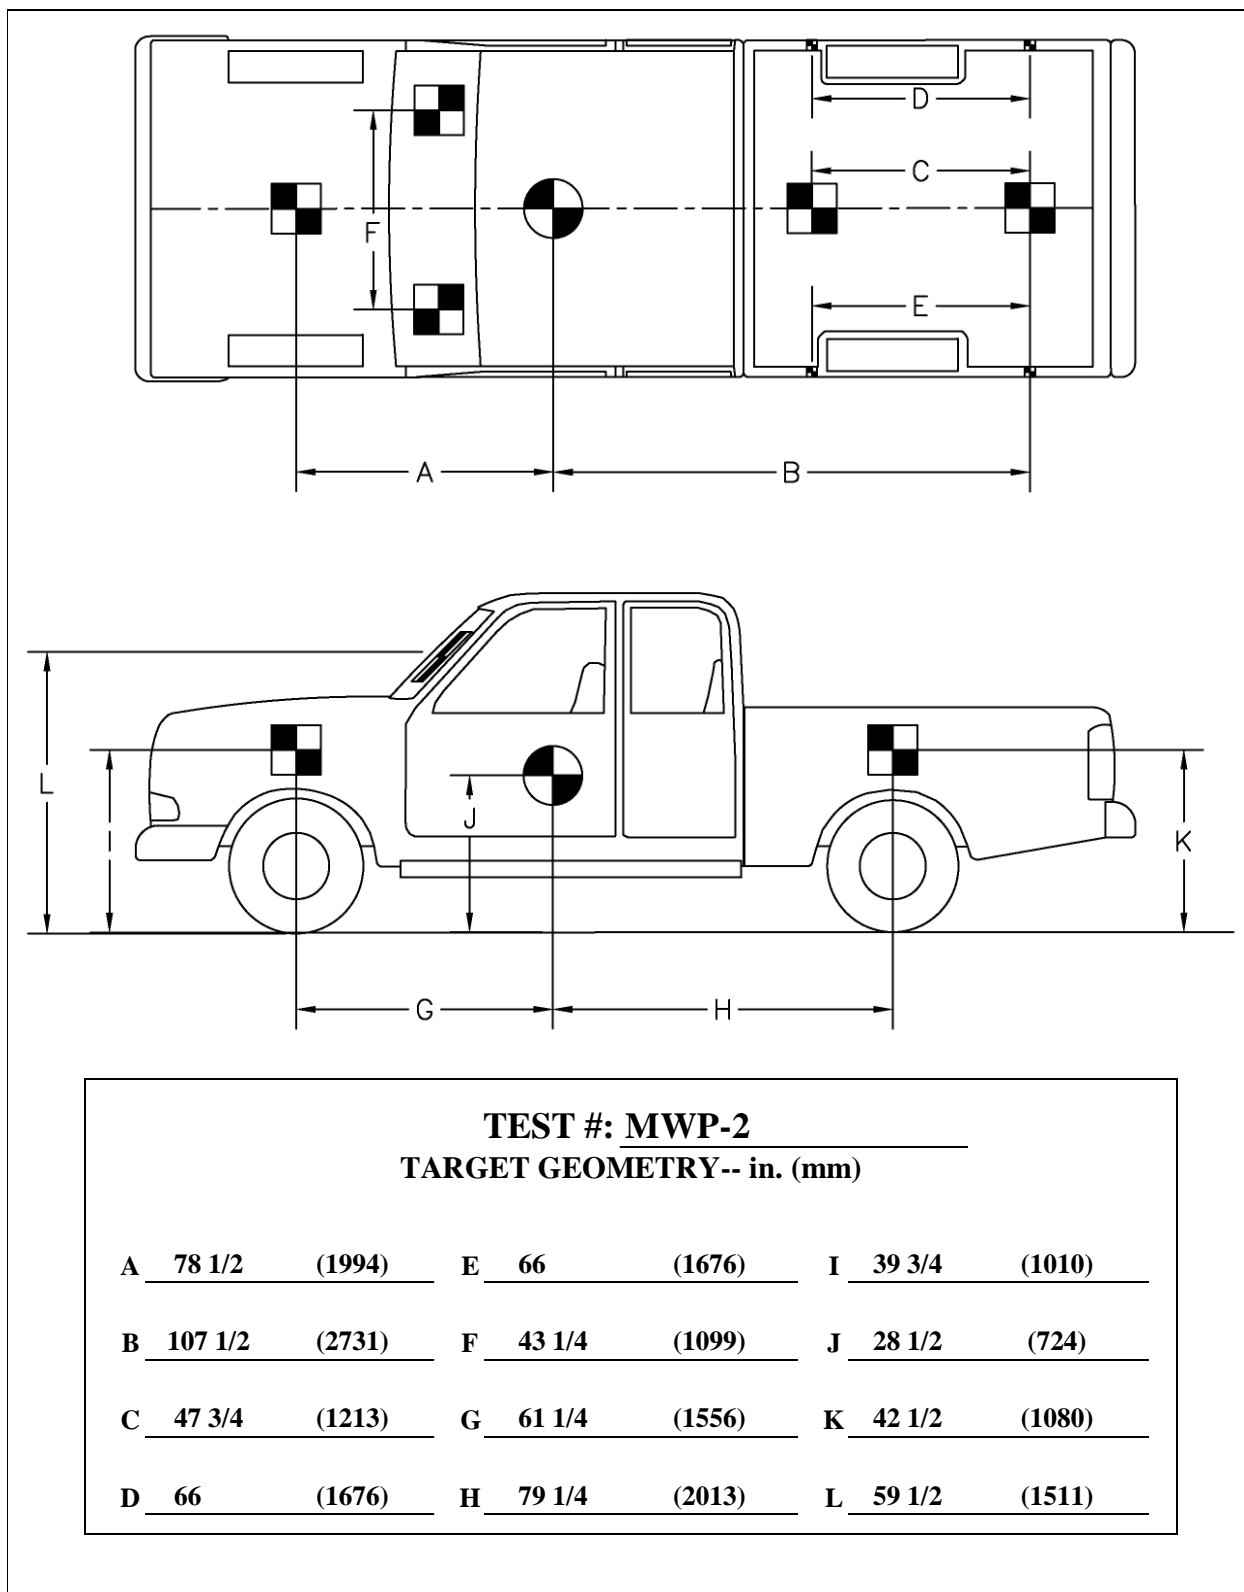 D
C
F
E
A
B
L
I
J
K
G
H
TEST #: MWP-2
TARGET GEOMETRY-- in. (mm)
A 78 1/2 (1994) E 66 (1676) I 39 3/4 (1010)
B 107 1/2 (2731) F 43 1/4 (1099) J 28 1/2 (724)
C 47 3/4 (1213) G 61 1/4 (1556) K 42 1/2 (1080)
D 66 (1676) H 79 1/4 (2013) L 59 1/2 (1511)